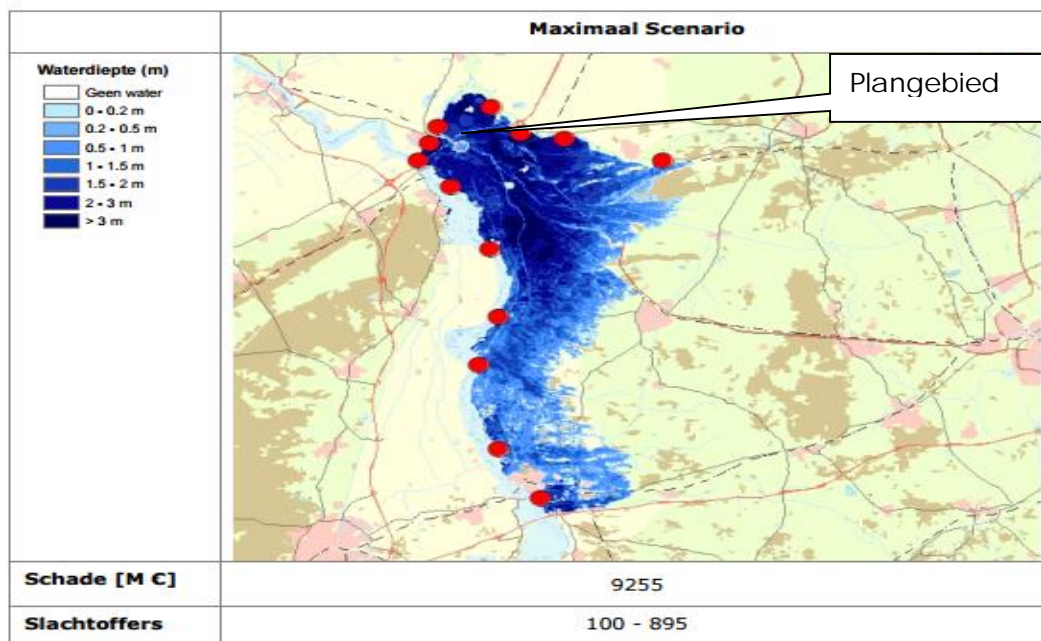 Maximaal Scenario
Plangebied
Waterdiepte (m)
Geen water
0 - 0.2 m
0.2 - 0.5 m
0.5 - 1 m
1 - 1.5 m
1.5 - 2 m
2 - 3 m
> 3 m
Schade [M €]
9255
Slachtoffers
100 - 895